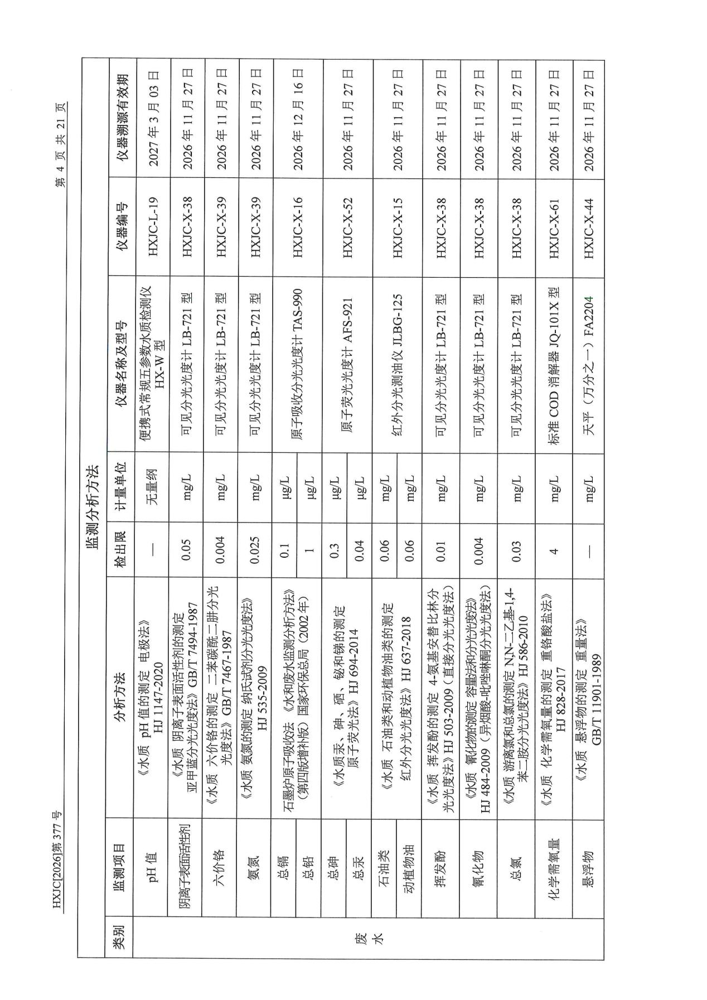 HXJC[2026]第 377 号
第 4 页 共 21 页
监测分析方法
类别 监测项目 分析方法 检出限 计量单位 仪器名称及型号 仪器编号 仪器溯源有效期
废
水
pH 值 《水质 pH 值的测定 电极法》
HJ 1147-2020 — 无量纲 便携式常规五参数水质检测仪
HX-W 型 HXJC-L-19 2027 年 3 月 03 日
阴离子表面活性剂 《水质 阴离子表面活性剂的测定
亚甲蓝分光光度法》GB/T 7494-1987 0.05 mg/L 可见分光光度计 LB-721 型 HXJC-X-38 2026 年 11 月 27 日
六价铬 《水质 六价铬的测定 二苯碳酰二肼分光
光度法》GB/T 7467-1987 0.004 mg/L 可见分光光度计 LB-721 型 HXJC-X-39 2026 年 11 月 27 日
氨氮 《水质 氨氮的测定 纳氏试剂分光光度法》
HJ 535-2009 0.025 mg/L 可见分光光度计 LB-721 型 HXJC-X-39 2026 年 11 月 27 日
总镉 石墨炉原子吸收法 《水和废水监测分析方法》
（第四版增补版）国家环保总局（2002 年） 0.1 μg/L 原子吸收分光光度计 TAS-990 HXJC-X-16 2026 年 12 月 16 日
总铅 1 μg/L
总砷 《水质汞、砷、硒、铋和锑的测定
原子荧光法》HJ 694-2014 0.3 μg/L 原子荧光光度计 AFS-921 HXJC-X-52 2026 年 11 月 27 日
总汞 0.04 μg/L
石油类 《水质 石油类和动植物油类的测定
红外分光光度法》HJ 637-2018 0.06 mg/L 红外分光测油仪 JLBG-125 HXJC-X-15 2026 年 11 月 27 日
动植物油 0.06 mg/L
挥发酚 《水质 挥发酚的测定 4-氨基安替比林分
光光度法》HJ 503-2009（直接分光光度法） 0.01 mg/L 可见分光光度计 LB-721 型 HXJC-X-38 2026 年 11 月 27 日
氰化物 《水质 氰化物的测定 容量法和分光光度法》
HJ 484-2009（异烟酸-吡唑啉酮分光光度法） 0.004 mg/L 可见分光光度计 LB-721 型 HXJC-X-38 2026 年 11 月 27 日
总氯 《水质 游离氯和总氯的测定 N,N-二乙基-1,4-
苯二胺分光光度法》HJ 586-2010 0.03 mg/L 可见分光光度计 LB-721 型 HXJC-X-38 2026 年 11 月 27 日
化学需氧量 《水质 化学需氧量的测定 重铬酸盐法》
HJ 828-2017 4 mg/L 标准 COD 消解器 JQ-101X 型 HXJC-X-61 2026 年 11 月 27 日
悬浮物 《水质 悬浮物的测定 重量法》
GB/T 11901-1989 — mg/L 天平（万分之一）FA2204 HXJC-X-44 2026 年 11 月 27 日